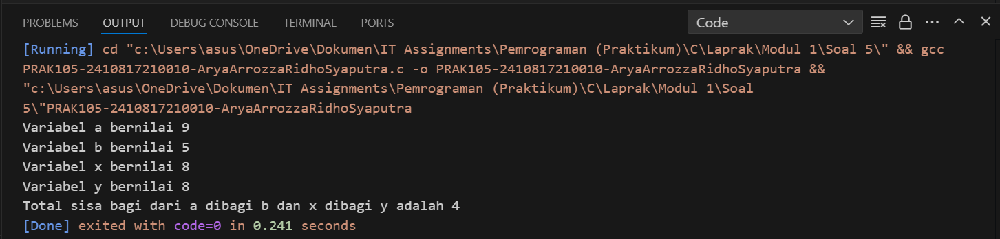 PROBLEMS OUTPUT DEBUG CONSOLE TERMINAL PORTS Code
[Running] cd "c:\Users\asus\OneDrive\Dokumen\IT Assignments\Pemrograman (Praktikum)\C\Laprak\Modul 1\Soal 5\" && gcc
PRAK105-2410817210010-AryaArrozzaRidhoSyaputra.c -o PRAK105-2410817210010-AryaArrozzaRidhoSyaputra &&
"c:\Users\asus\OneDrive\Dokumen\IT Assignments\Pemrograman (Praktikum)\C\Laprak\Modul 1\Soal
5\"PRAK105-2410817210010-AryaArrozzaRidhoSyaputra
Variabel a bernilai 9
Variabel b bernilai 5
Variabel x bernilai 8
Variabel y bernilai 8
Total sisa bagi dari a dibagi b dan x dibagi y adalah 4
[Done] exited with code=0 in 0.241 seconds